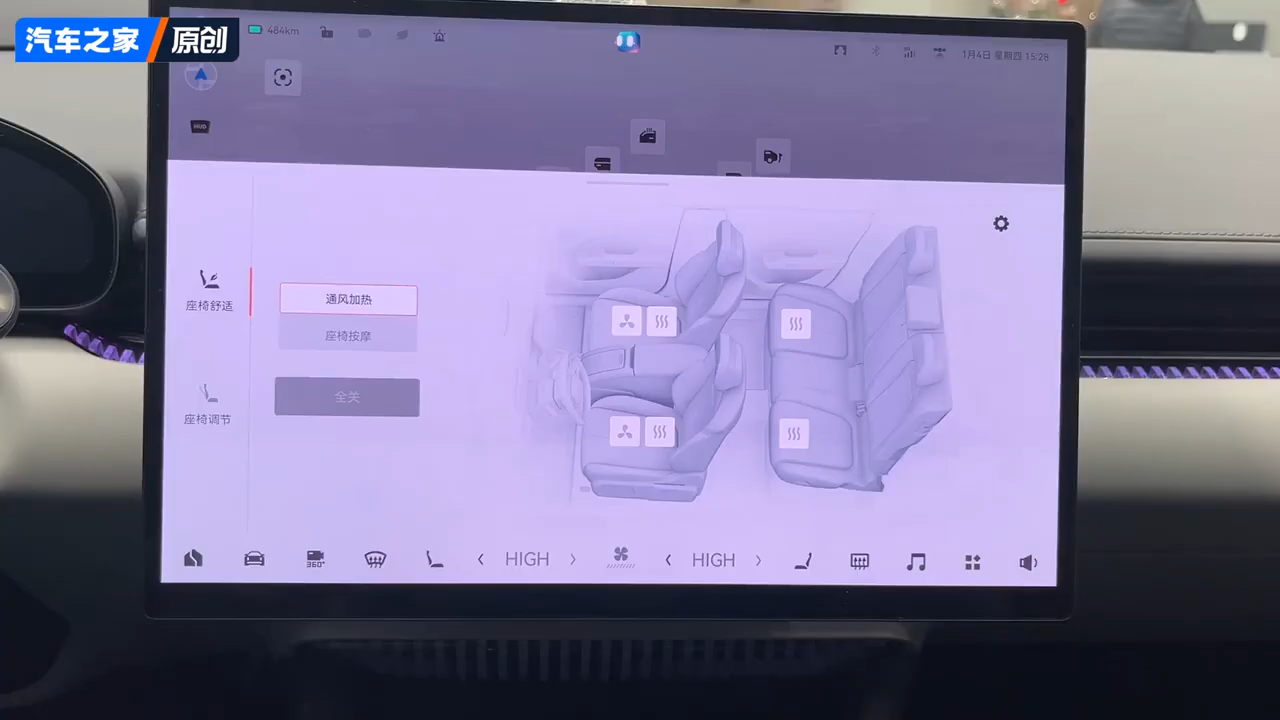 汽车之家 原创
484km
1月4日 星期四 15:28
HUD
座椅舒适
通风加热
座椅按摩
全关
座椅调节
360°
HIGH
HIGH